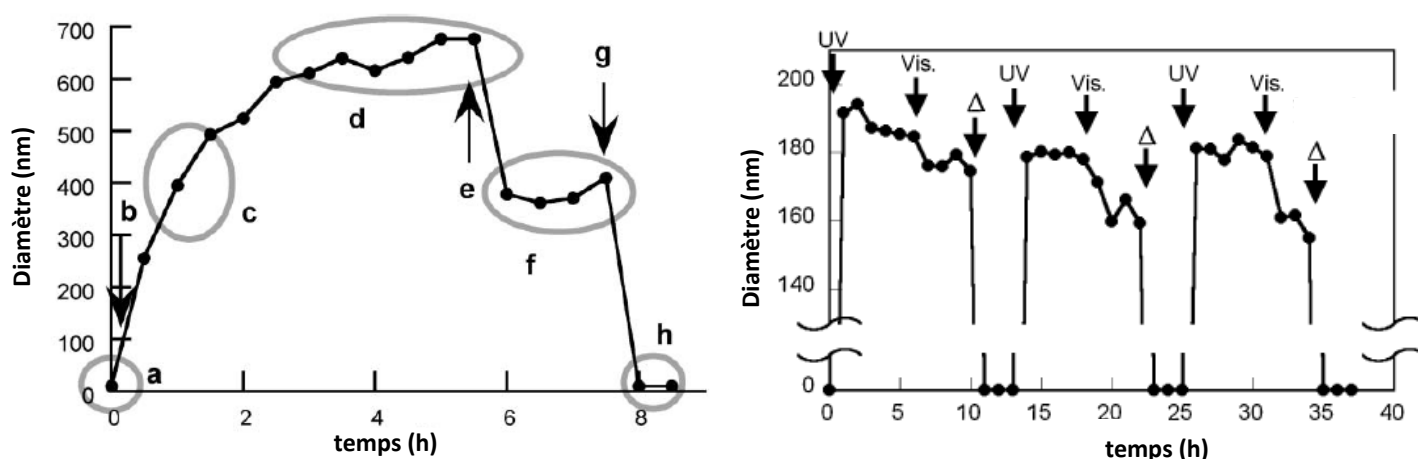 Diamètre (nm)
700
600
500
400
300
200
100
0
a
b
c
d
e
f
g
h
0
2
4
6
8
temps (h)
Diamètre (nm)
200
180
160
140
0
UV
Vis.
Δ
UV
Vis.
Δ
UV
Vis.
Δ
0
5
10
15
20
25
30
35
40
temps (h)